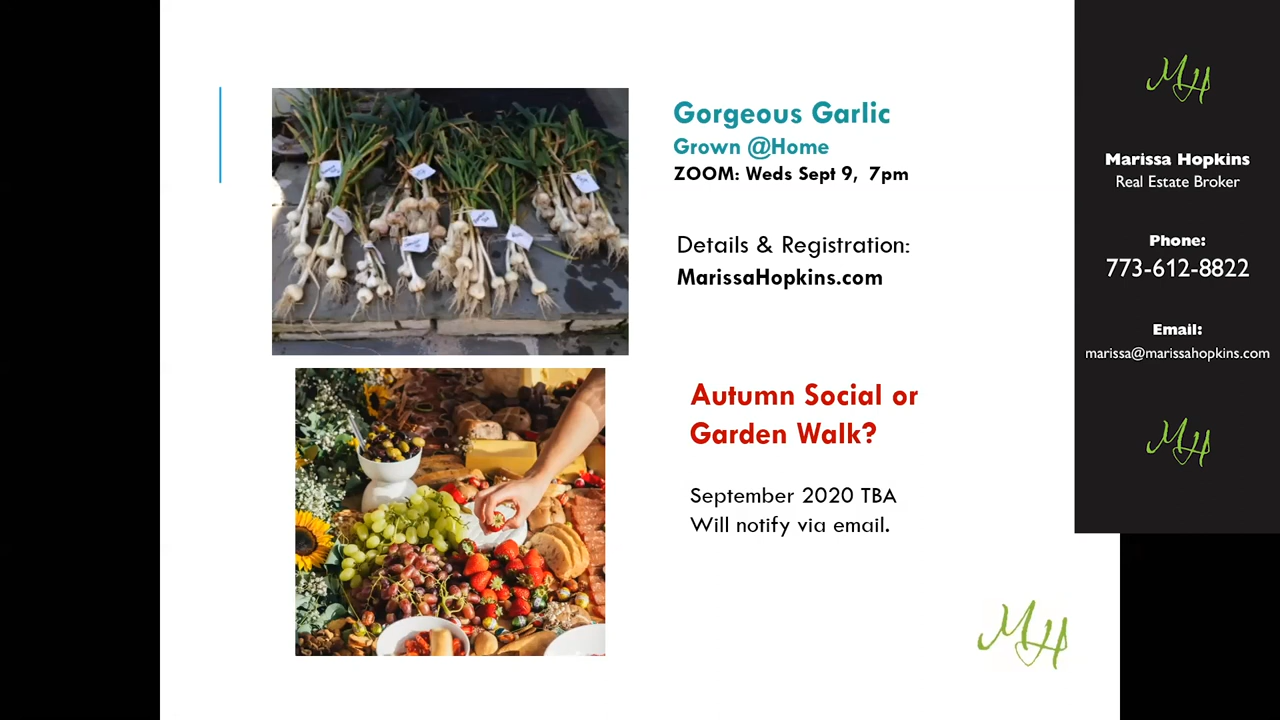 Gorgeous Garlic
Grown @Home
ZOOM: Weds Sept 9, 7pm
Details & Registration:
MarissaHopkins.com
Autumn Social or
Garden Walk?
September 2020 TBA
Will notify via email.
MH
MH
Marissa Hopkins
Real Estate Broker
Phone:
773-612-8822
Email:
marissa@marissahopkins.com
MH